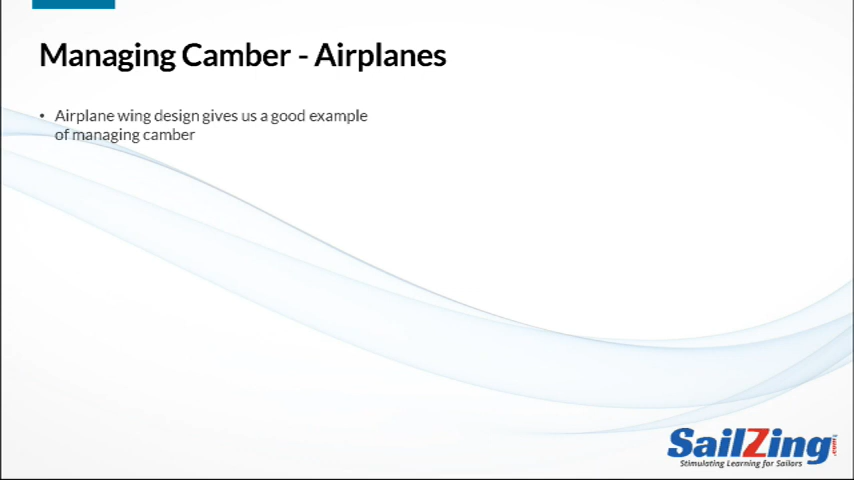 Managing Camber - Airplanes
• Airplane wing design gives us a good example
of managing camber
SailZing.com
Stimulating Learning for Sailors